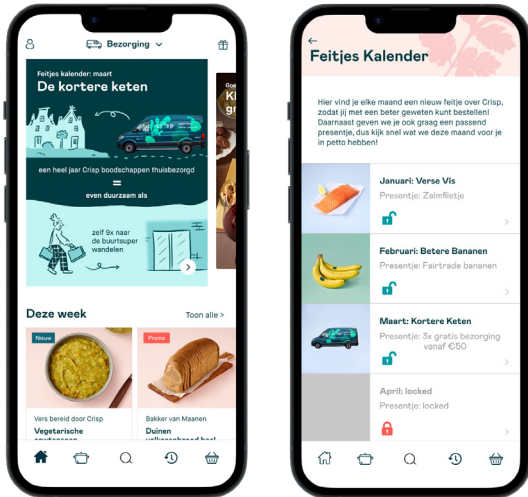 Bezorging
Feitjes kalender: maart
De kortere keten
crisp
een heel jaar Crisp boodschappen thuisbezorgd
=
even duurzaam als
zelf 9x naar
de buurtsuper
wandelen
Deze week
Toon alle >
Nieuw
Vers bereid door Crisp
Vegetarische
Promo
Bakker van Maanen
Duinen
Feitjes Kalender
Hier vind je elke maand een nieuw feitje over Crisp,
zodat jij met een beter geweten kunt bestellen!
Daarnaast geven we je ook graag een passend
presentje, dus kijk snel wat we deze maand voor je
in petto hebben!
Januari: Verse Vis
Presentje: Zalmfiletje
Februari: Betere Bananen
Presentje: Fairtrade bananen
Maart: Kortere Keten
Presentje: 3x gratis bezorging
vanaf €50
April: locked
Presentje: locked